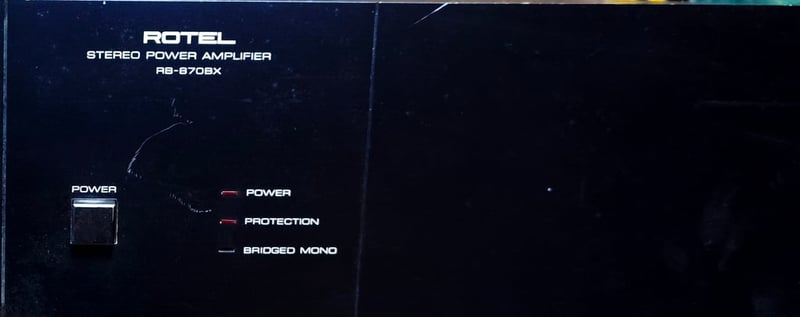 ROTEL
STEREO POWER AMPLIFIER
RB-870BX
POWER
POWER
PROTECTION
BRIDGED MONO